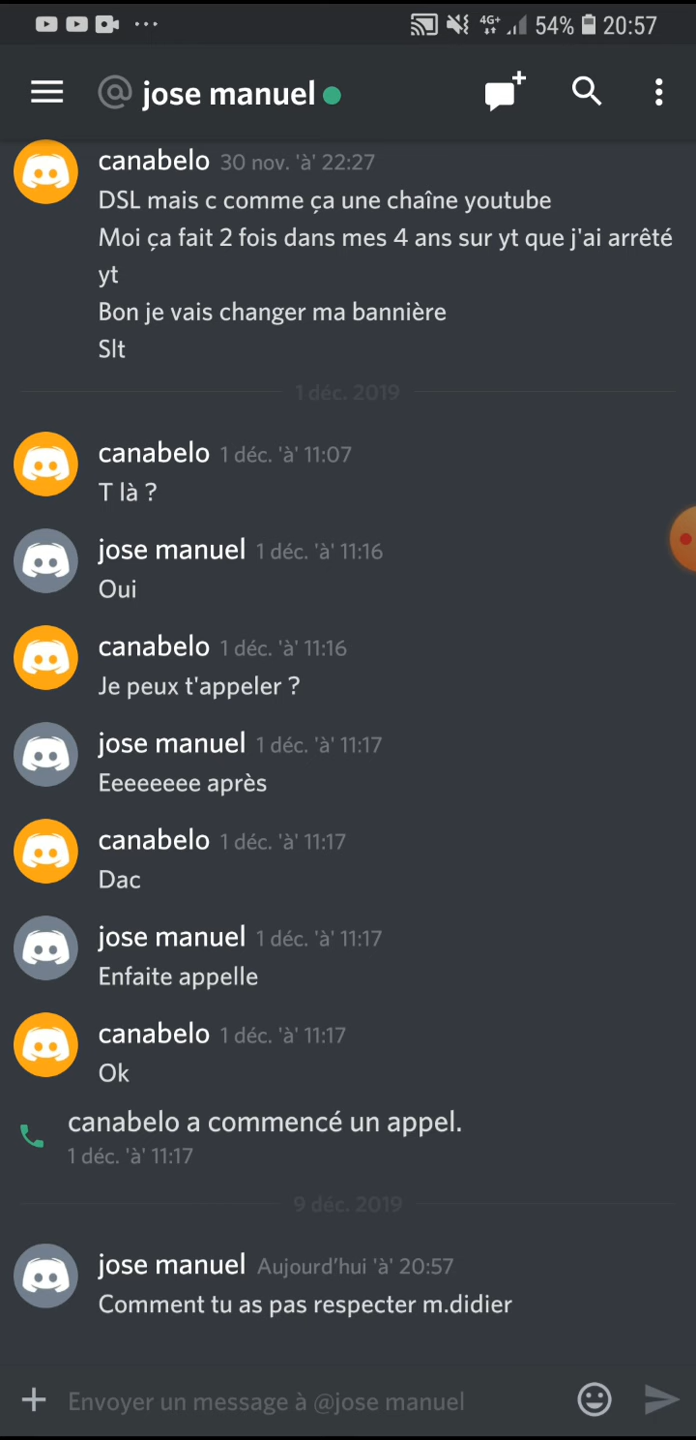 4G+ 54% 20:57
@ jose manuel
canabelo 30 nov. 'à' 22:27
DSL mais c comme ça une chaîne youtube
Moi ça fait 2 fois dans mes 4 ans sur yt que j'ai arrêté
yt
Bon je vais changer ma bannière
Slt
1 déc. 2019
canabelo 1 déc. 'à' 11:07
T là ?
jose manuel 1 déc. 'à' 11:16
Oui
canabelo 1 déc. 'à' 11:16
Je peux t'appeler ?
jose manuel 1 déc. 'à' 11:17
Eeeeeeee après
canabelo 1 déc. 'à' 11:17
Dac
jose manuel 1 déc. 'à' 11:17
Enfaite appelle
canabelo 1 déc. 'à' 11:17
Ok
canabelo a commencé un appel.
1 déc. 'à' 11:17
9 déc. 2019
jose manuel Aujourd'hui 'à' 20:57
Comment tu as pas respecter m.didier
Envoyer un message à @jose manuel